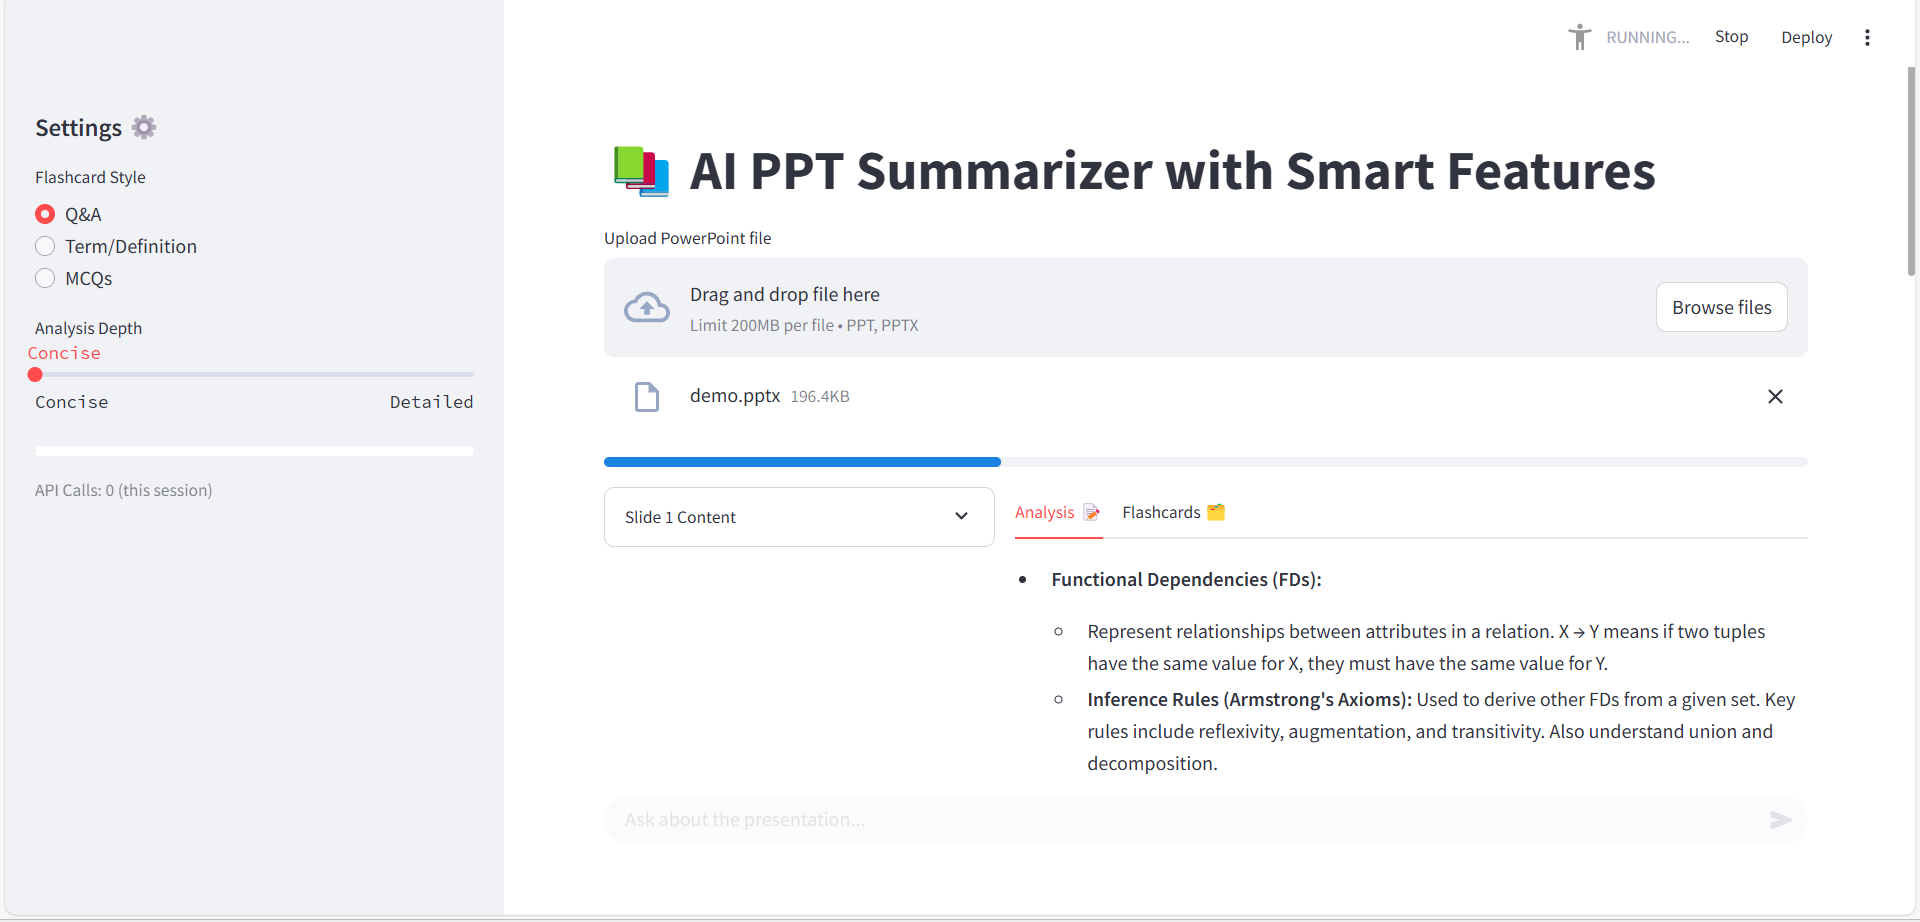 RUNNING...
Stop
Deploy
Settings
Flashcard Style
Q&A
Term/Definition
MCQs
Analysis Depth
Concise
Concise
Detailed
API Calls: 0 (this session)
AI PPT Summarizer with Smart Features
Upload PowerPoint file
Drag and drop file here
Limit 200MB per file • PPT, PPTX
Browse files
demo.pptx 196.4KB
Slide 1 Content
Analysis
Flashcards
• Functional Dependencies (FDs):
○ Represent relationships between attributes in a relation. X → Y means if two tuples
have the same value for X, they must have the same value for Y.
○ Inference Rules (Armstrong's Axioms): Used to derive other FDs from a given set. Key
rules include reflexivity, augmentation, and transitivity. Also understand union and
decomposition.
Ask about the presentation...